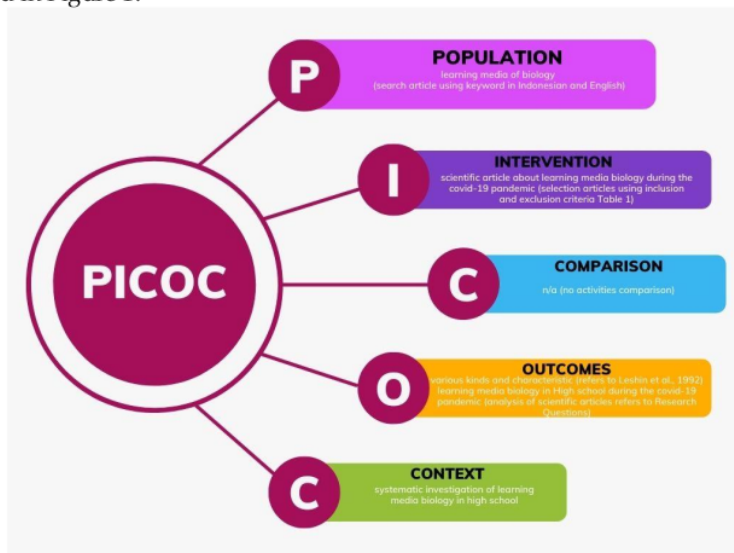 PICOC
P
POPULATION
learning media of biology
(search article using keyword in Indonesian and English)
I
INTERVENTION
scientific article about learning media biology during the
covid-19 pandemic (selection articles using inclusion
and exclusion criteria Table 1)
C
COMPARISON
n/a (no activities comparison)
O
OUTCOMES
various kinds and characteristic (refers to Leshin et al., 1992)
learning media biology in High school during the covid-19
pandemic (analysis of scientific articles refers to Research
Questions)
C
CONTEXT
systematic investigation of learning
media biology in high school